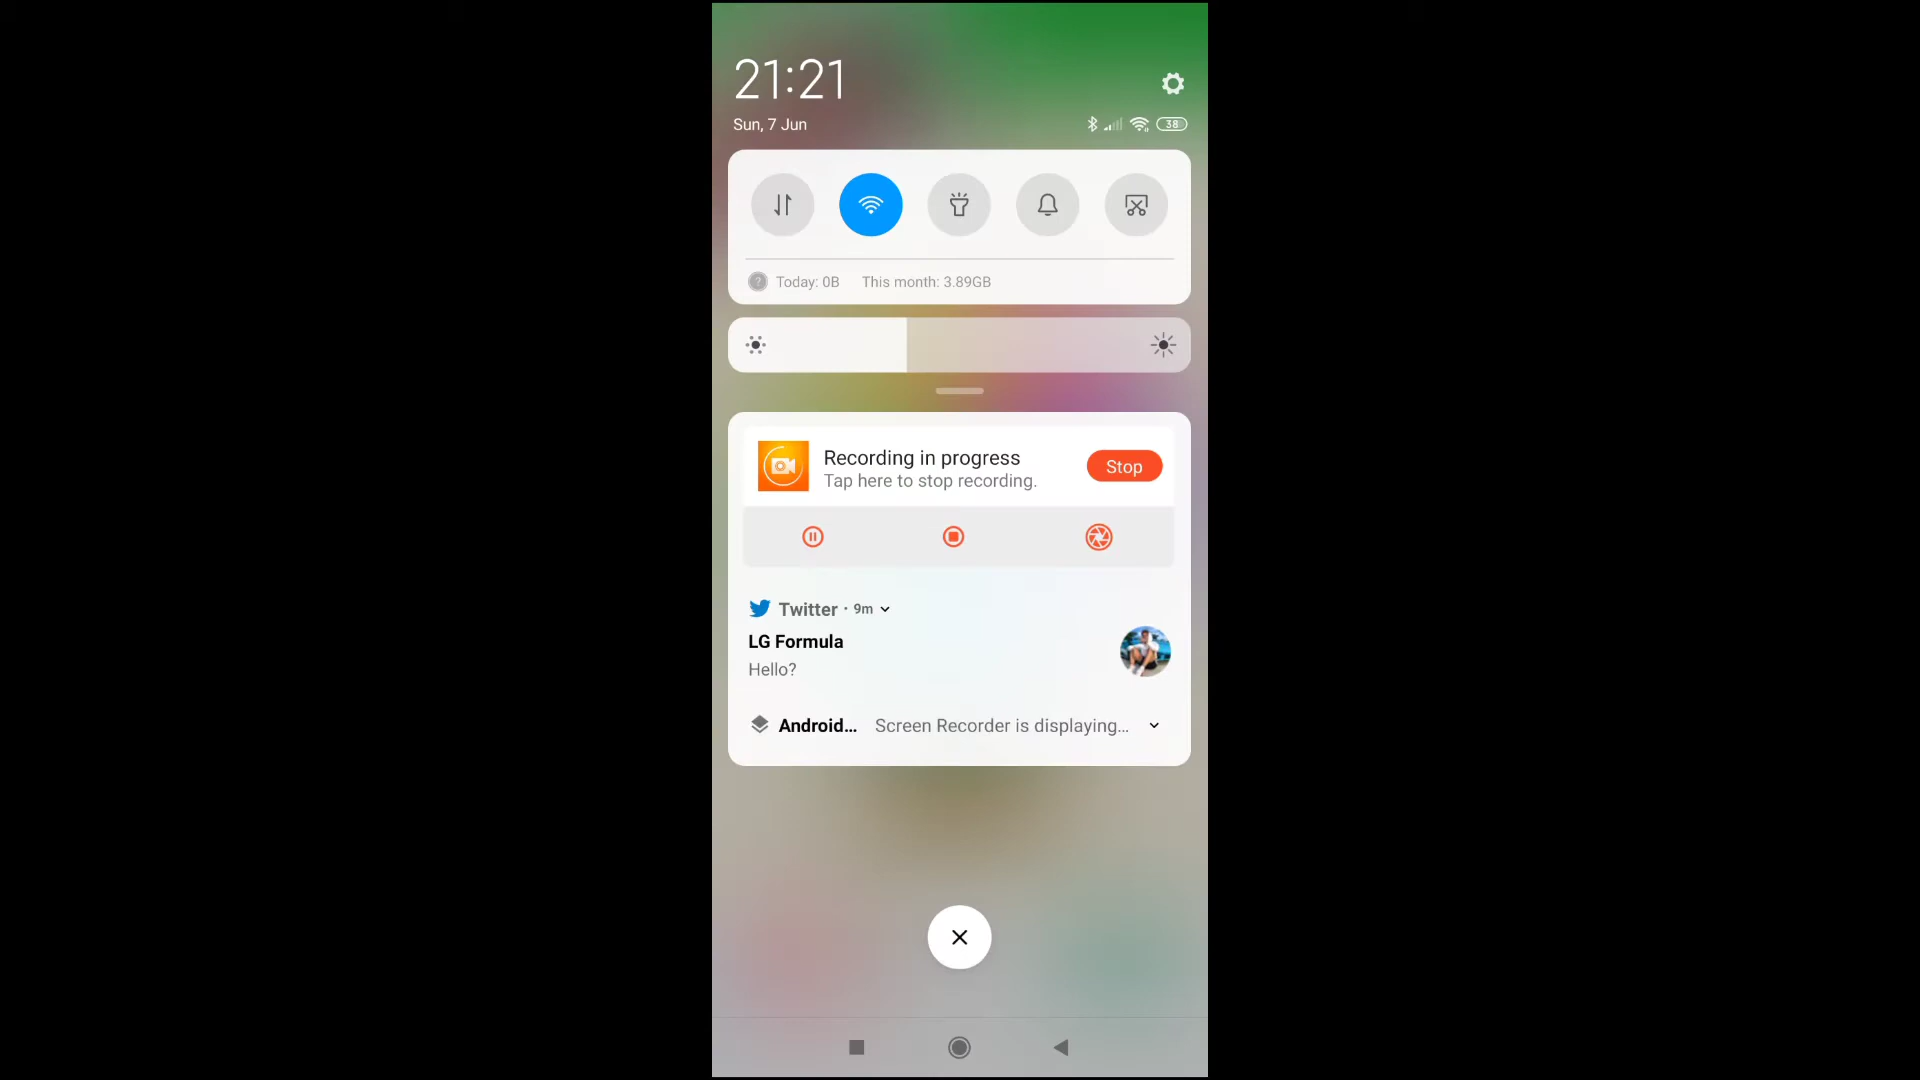 21:21
Sun, 7 Jun
38
Today: 0B This month: 3.89GB
Recording in progress
Tap here to stop recording.
Stop
Twitter · 9m
LG Formula
Hello?
Android... Screen Recorder is displaying...